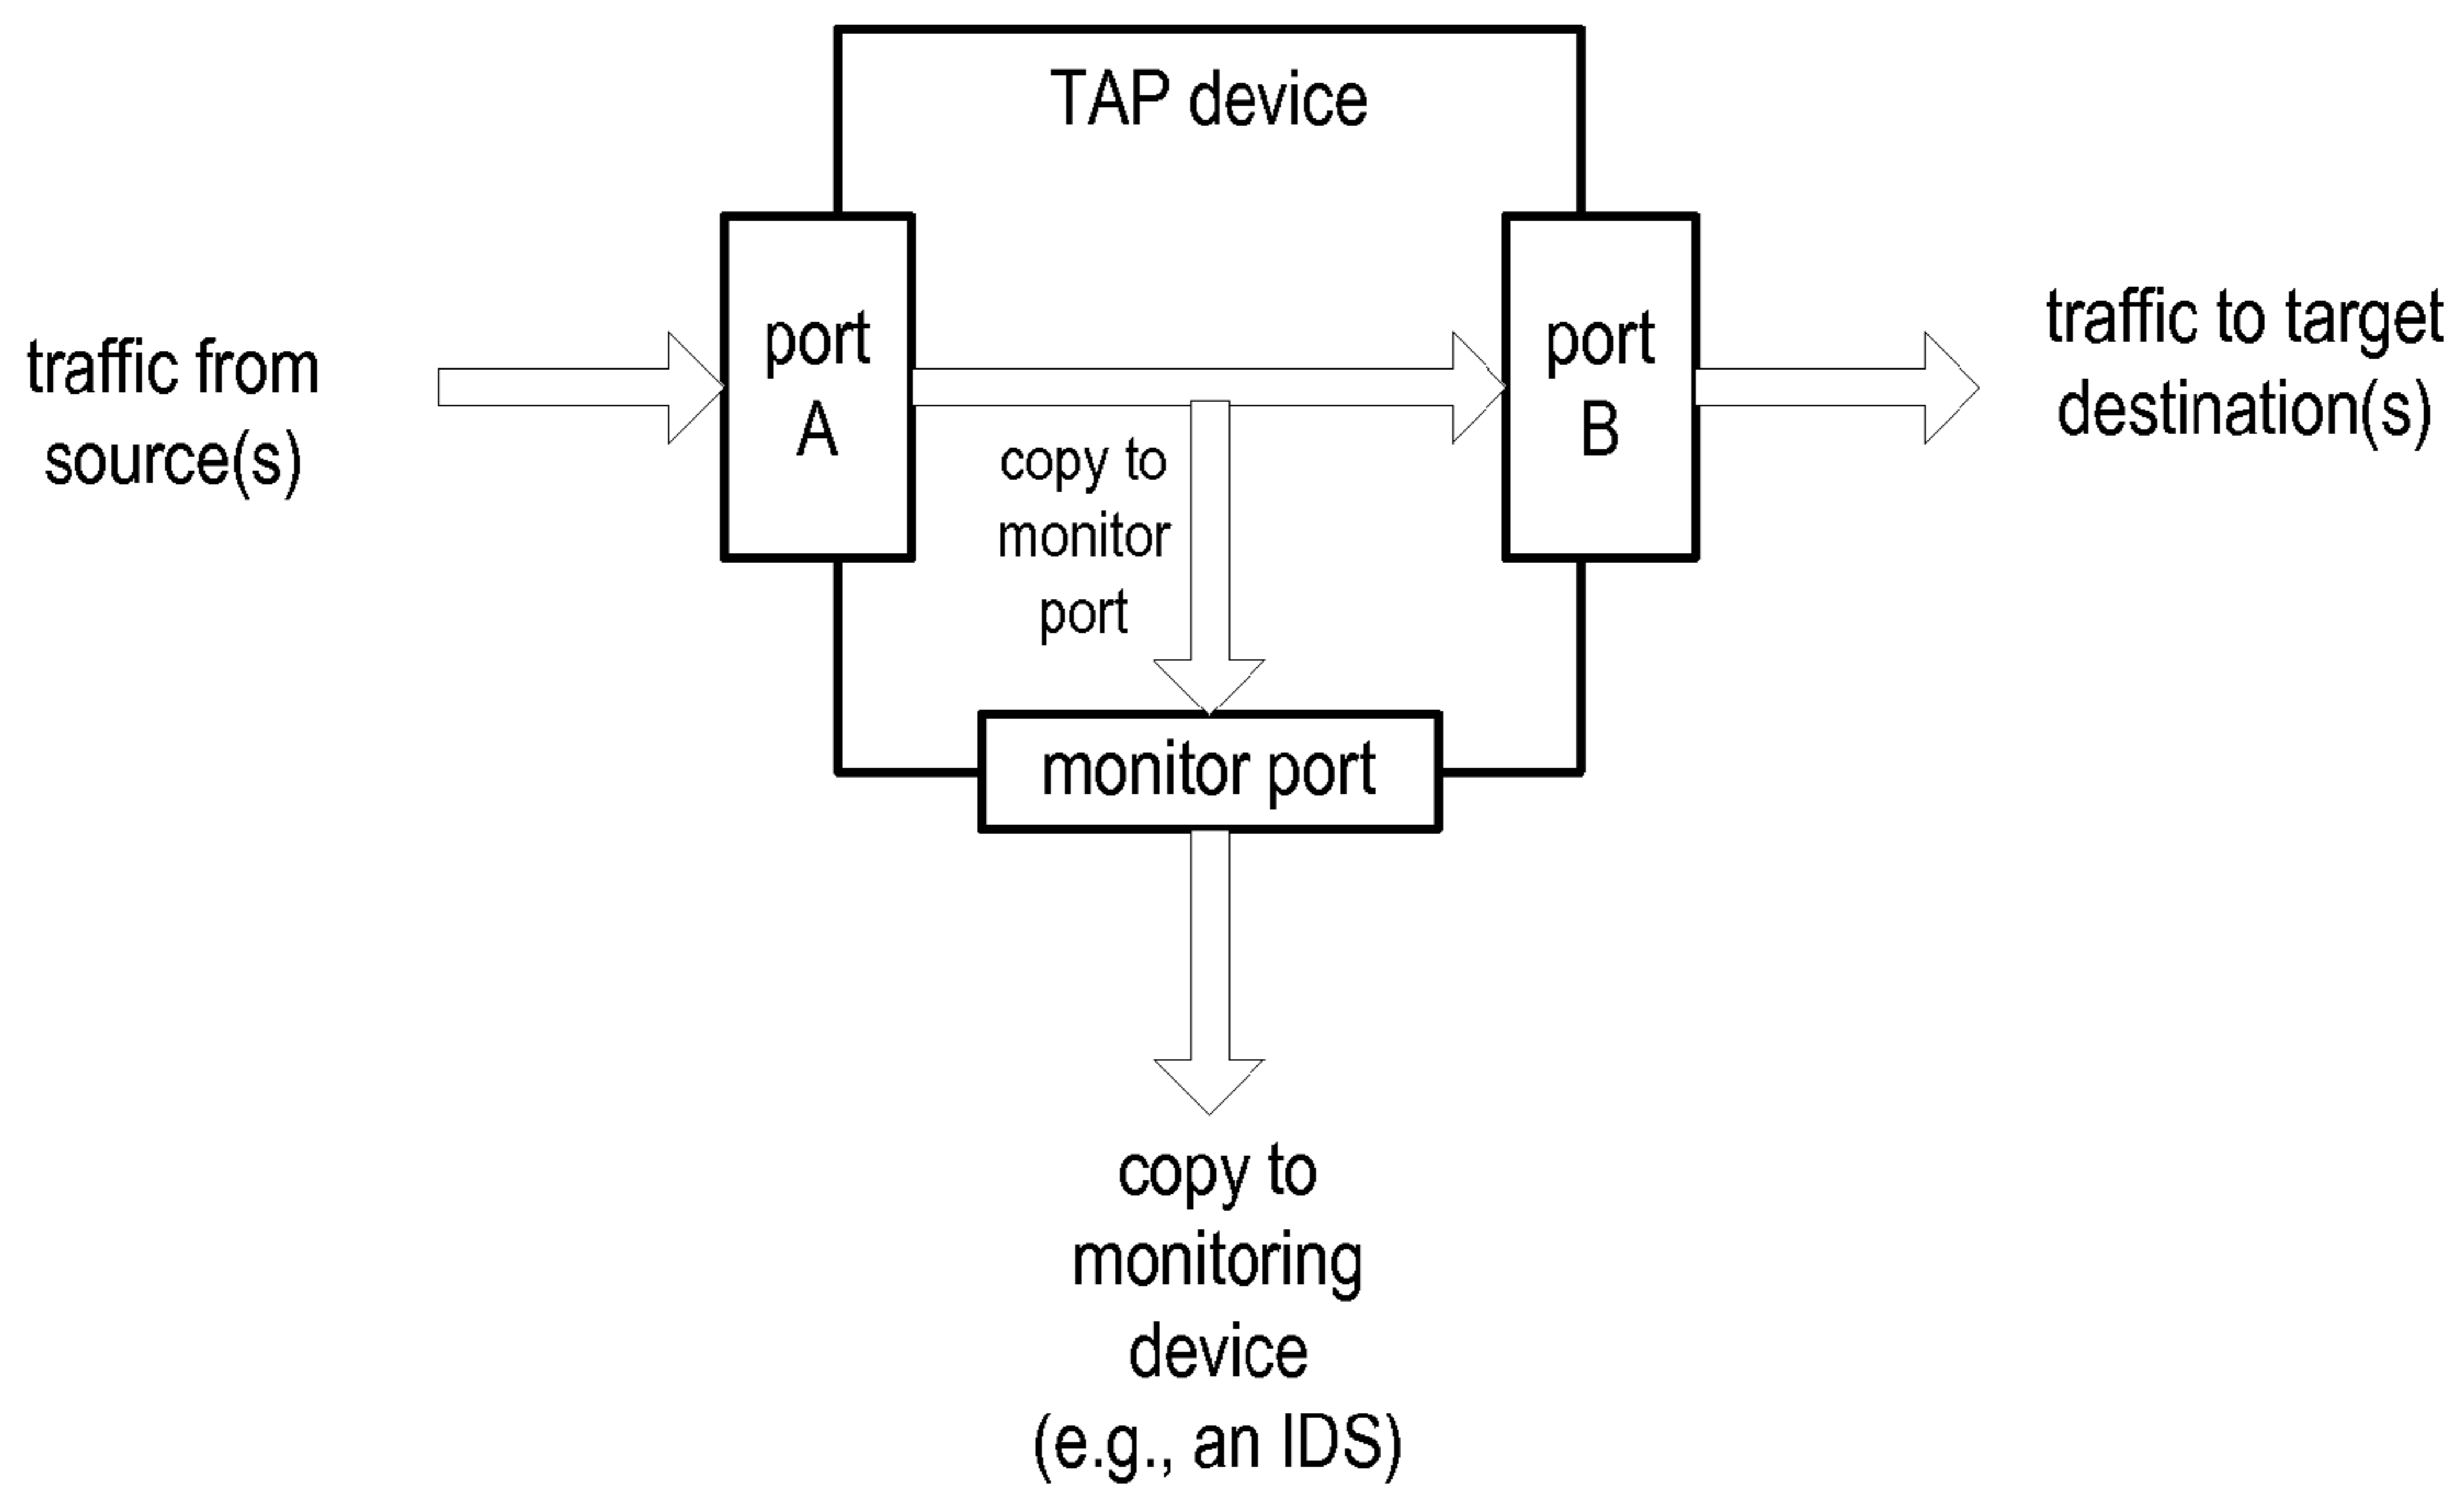 TAP device
traffic from
source(s)
port
A
copy to
monitor
port
port
B
traffic to target
destination(s)
monitor port
copy to
monitoring
device
(e.g., an IDS)